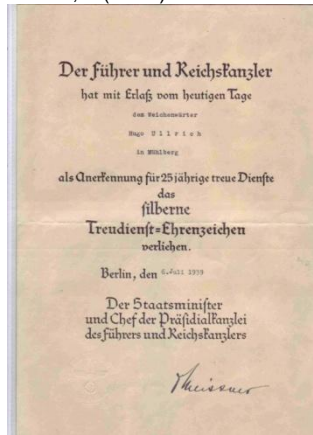 Der Führer und Reichskanzler
hat mit Erlaß vom heutigen Tage
dem Weichenwärter
Hugo Ullrich
in Mühlberg
als Anerkennung für 25jährige treue Dienste
das
silberne
Treudienst=Ehrenzeichen
verliehen.
Berlin, den 6.Juli 1939
Der Staatsminister
und Chef der Präsidialkanzlei
des Führers und Reichskanzlers
Meissner